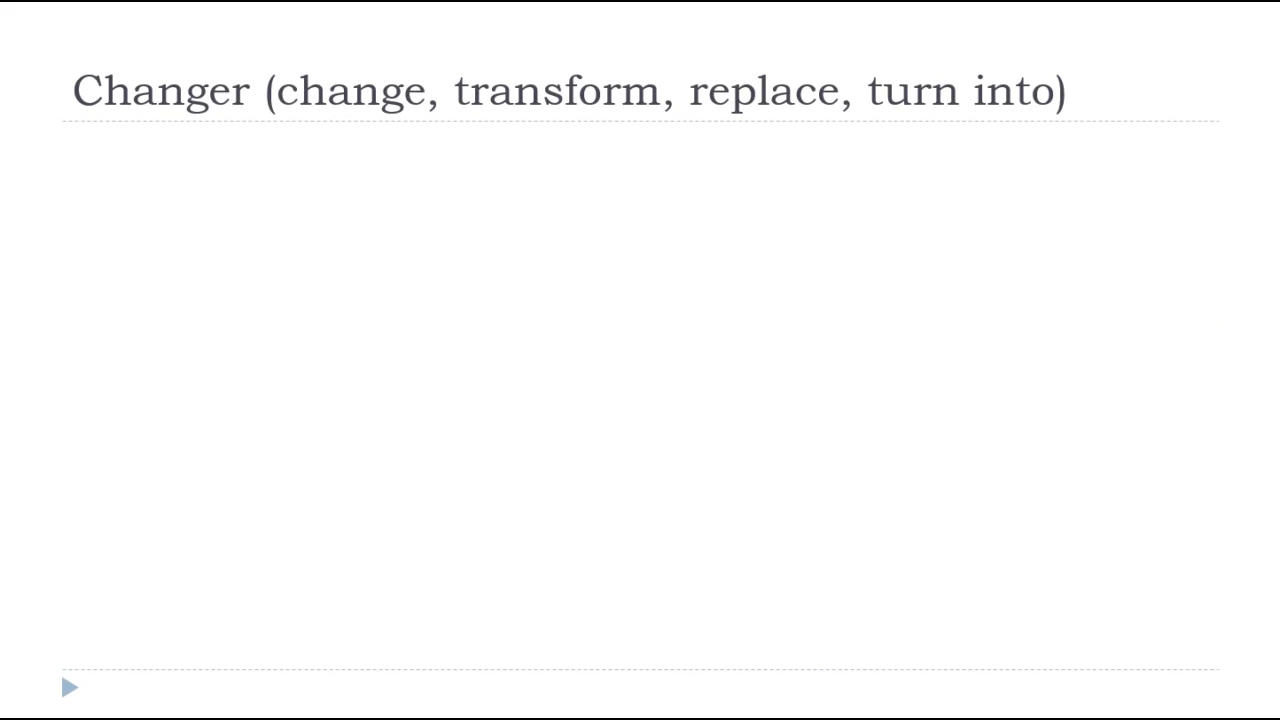 Changer (change, transform, replace, turn into)